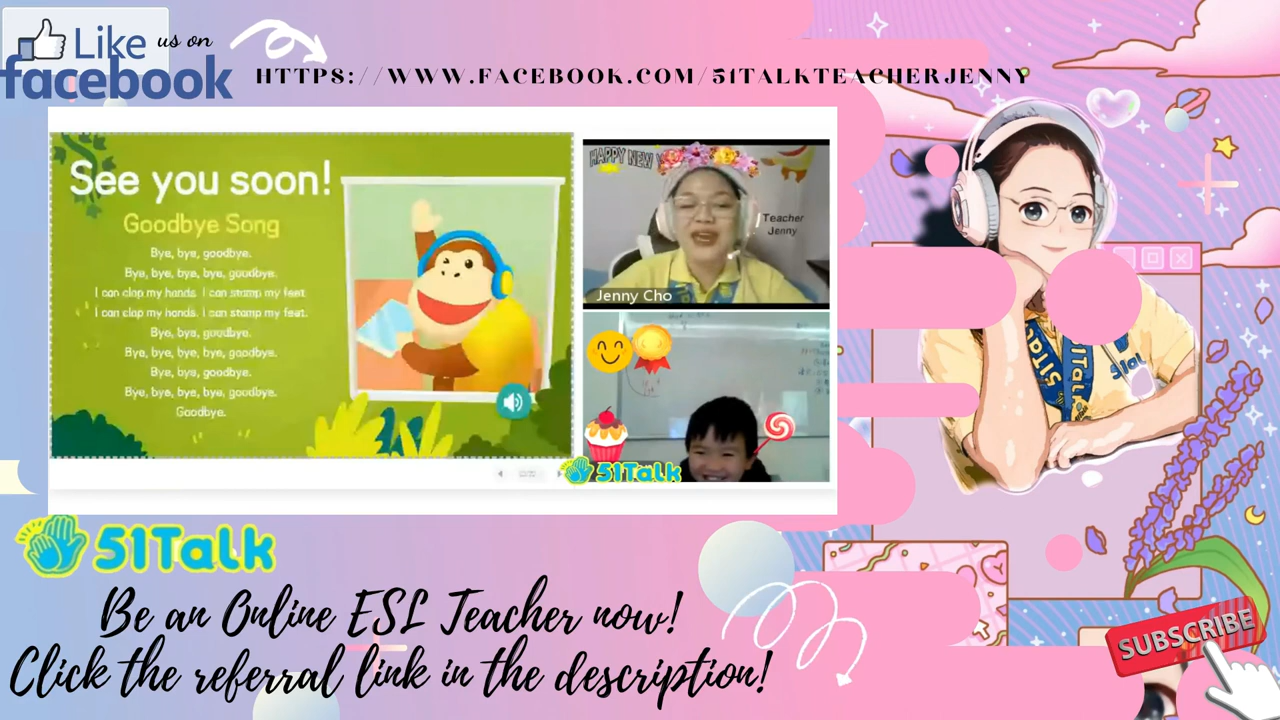 Like us on
facebook
HTTPS://WWW.FACEBOOK.COM/51TALKTEACHERJENNY
See you soon!
Goodbye Song
Bye, bye, goodbye.
Bye, bye, bye, bye, goodbye.
I can clap my hands. I can stamp my feet.
I can clap my hands. I can stamp my feet.
Bye, bye, goodbye.
Bye, bye, bye, bye, goodbye.
Bye, bye, goodbye.
Bye, bye, bye, bye, goodbye.
Goodbye.
HAPPY NEW
Teacher
Jenny
Jenny Cho
51Talk
51Talk
51Talk
51Talk
Be an Online ESL Teacher now!
Click the referral link in the description!
SUBSCRIBE